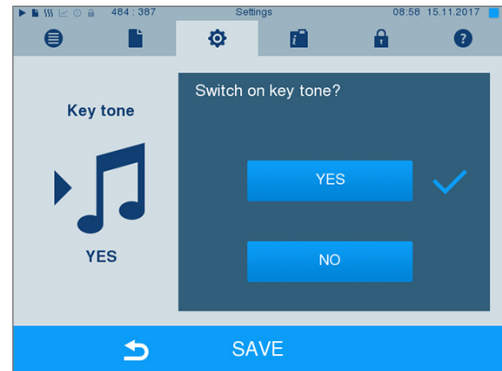 484 : 387 Settings 08:58 15.11.2017
Key tone
Switch on key tone?
YES
YES
NO
SAVE